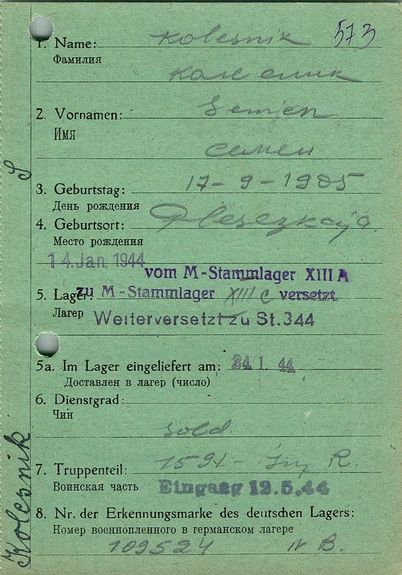 573
1. Name: Kolesnik
Фамилия
Колесник
2. Vornamen: Semjen
Имя
Семен
3. Geburtstag: 17-9-1905
День рождения
4. Geburtsort:
Место рождения
14. Jan. 1944
vom M-Stammlager XIII A
5. Lager: zu M-Stammlager XIII C versetzt
Лагерь
Weiterversetzt zu St.344
5a. Im Lager eingeliefert am: 24 1. 44
Доставлен в лагерь (число)
6. Dienstgrad:
Чин
Sold
7. Truppenteil: 1591- R.
Воинская часть Eingang 12.5.44
8. Nr. der Erkennungsmarke des deutschen Lagers:
Номер военнопленного в германском лагере
109524 N B.
Kolesnik S